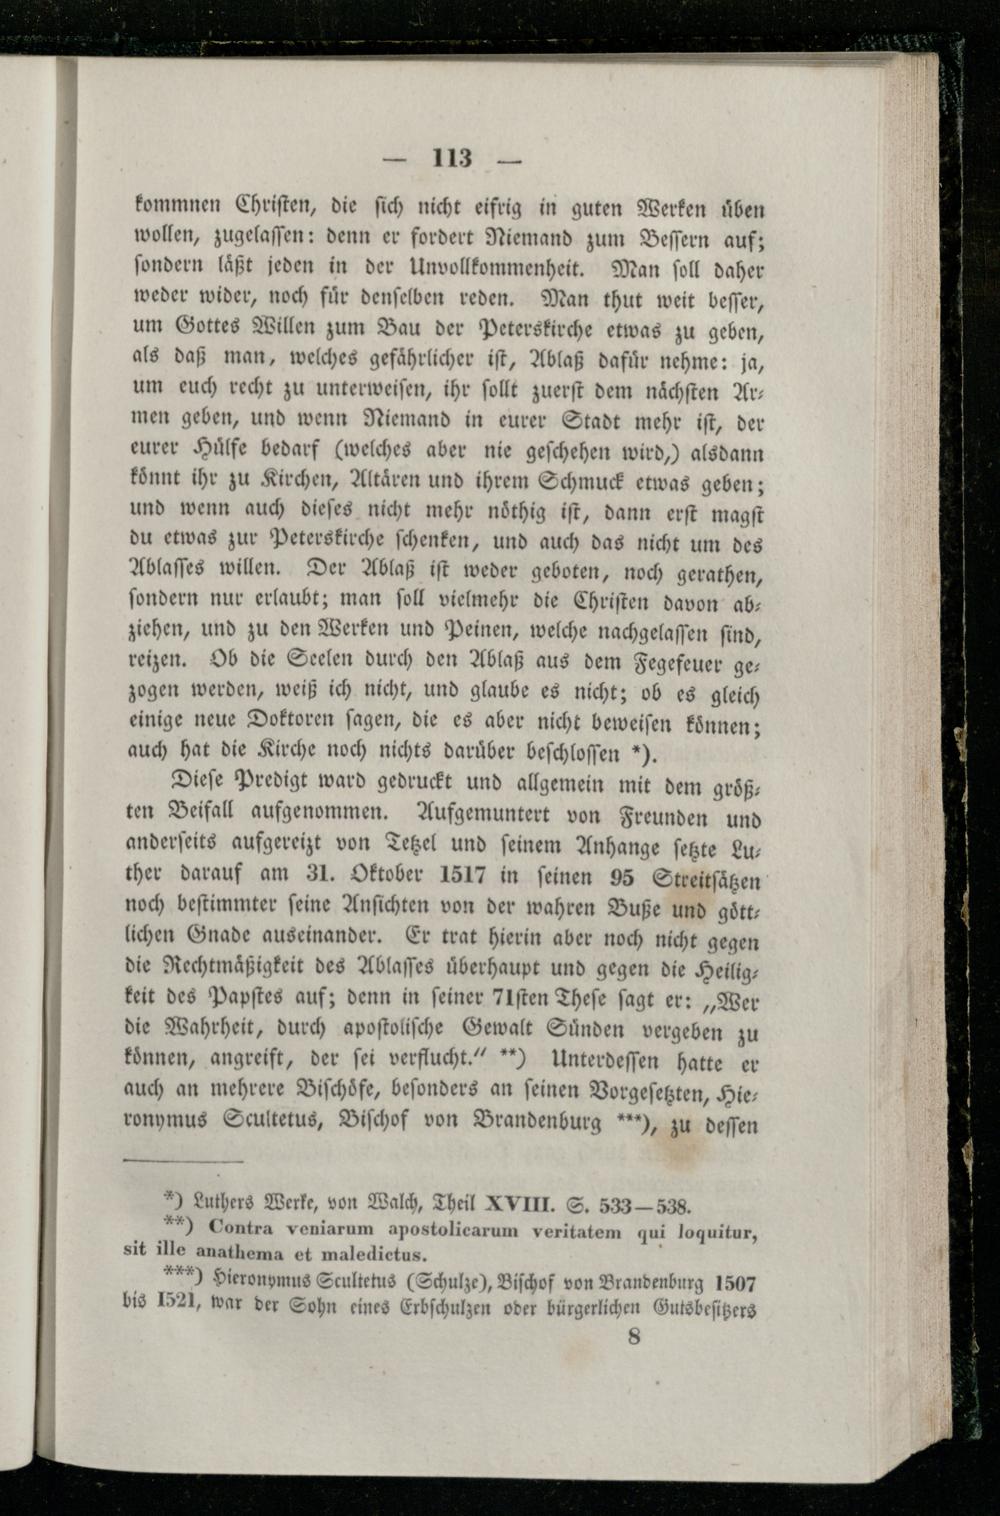 — 113 —
kommnen Christen, die sich nicht eifrig in guten Werken üben
wollen, zugelassen: denn er fordert Niemand zum Bessern auf;
sondern läßt jeden in der Unvollkommenheit. Man soll daher
weder wider, noch für denselben reden. Man thut weit besser,
um Gottes Willen zum Bau der Peterskirche etwas zu geben,
als daß man, welches gefährlicher ist, Ablaß dafür nehme: ja,
um euch recht zu unterweisen, ihr sollt zuerst dem nächsten Ar-
men geben, und wenn Niemand in eurer Stadt mehr ist, der
eurer Hülfe bedarf (welches aber nie geschehen wird,) alsdann
könnt ihr zu Kirchen, Altären und ihrem Schmuck etwas geben;
und wenn auch dieses nicht mehr nöthig ist, dann erst magst
du etwas zur Peterskirche schenken, und auch das nicht um des
Ablasses willen. Der Ablaß ist weder geboten, noch gerathen,
sondern nur erlaubt; man soll vielmehr die Christen davon ab-
ziehen, und zu den Werken und Peinen, welche nachgelassen sind,
reizen. Ob die Seelen durch den Ablaß aus dem Fegefeuer ge-
zogen werden, weiß ich nicht, und glaube es nicht; ob es gleich
einige neue Doktoren sagen, die es aber nicht beweisen können;
auch hat die Kirche noch nichts darüber beschlossen *).
Diese Predigt ward gedruckt und allgemein mit dem größ-
ten Beifall aufgenommen. Aufgemuntert von Freunden und
anderseits aufgereizt von Tetzel und seinem Anhange setzte Lu-
ther darauf am 31. Oktober 1517 in seinen 95 Streitsätzen
noch bestimmter seine Ansichten von der wahren Buße und gött-
lichen Gnade auseinander. Er trat hierin aber noch nicht gegen
die Rechtmäßigkeit des Ablasses überhaupt und gegen die Heilig-
keit des Papstes auf; denn in seiner 71sten These sagt er: „Wer
die Wahrheit, durch apostolische Gewalt Sünden vergeben zu
können, angreift, der sei verflucht.“ **) Unterdessen hatte er
auch an mehrere Bischöfe, besonders an seinen Vorgesetzten, Hie-
ronymus Scultetus, Bischof von Brandenburg ***), zu dessen
*) Luthers Werke, von Walch, Theil XVIII. S. 533—538.
**) Contra veniarum apostolicarum veritatem qui loquitur,
sit ille anathema et maledictus.
***) Hieronymus Scultetus (Schulze), Bischof von Brandenburg 1507
bis 1521, war der Sohn eines Erbschulzen oder bürgerlichen Gutsbesitzers
8